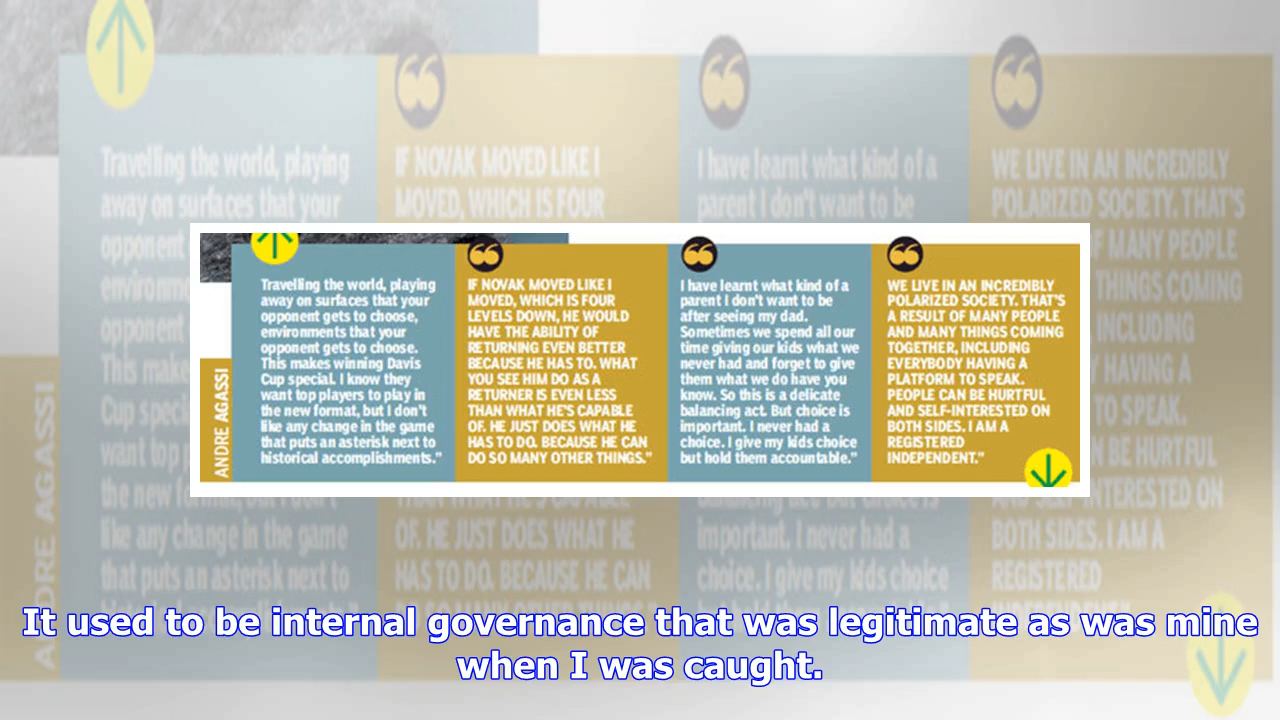 ANDRE AGASSI
Travelling the world, playing
away on surfaces that your
opponent gets to choose,
environments that your
opponent gets to choose.
This makes winning Davis
Cup special. I know they
want top players to play in
the new format, but I don't
like any change in the game
that puts an asterisk next to
historical accomplishments.”
IF NOVAK MOVED LIKE I
MOVED, WHICH IS FOUR
LEVELS DOWN, HE WOULD
HAVE THE ABILITY OF
RETURNING EVEN BETTER
BECAUSE HE HAS TO. WHAT
YOU SEE HIM DO AS A
RETURNER IS EVEN LESS
THAN WHAT HE'S CAPABLE
OF. HE JUST DOES WHAT HE
HAS TO DO. BECAUSE HE CAN
DO SO MANY OTHER THINGS.”
I have learnt what kind of a
parent I don't want to be
after seeing my dad.
Sometimes we spend all our
time giving our kids what we
never had and forget to give
them what we do have you
know. So this is a delicate
balancing act. But choice is
important. I never had a
choice. I give my kids choice
but hold them accountable.”
WE LIVE IN AN INCREDIBLY
POLARIZED SOCIETY. THAT'S
A RESULT OF MANY PEOPLE
AND MANY THINGS COMING
TOGETHER, INCLUDING
EVERYBODY HAVING A
PLATFORM TO SPEAK.
PEOPLE CAN BE HURTFUL
AND SELF-INTERESTED ON
BOTH SIDES. I AM A
REGISTERED
INDEPENDENT.”
It used to be internal governance that was legitimate as was mine
when I was caught.